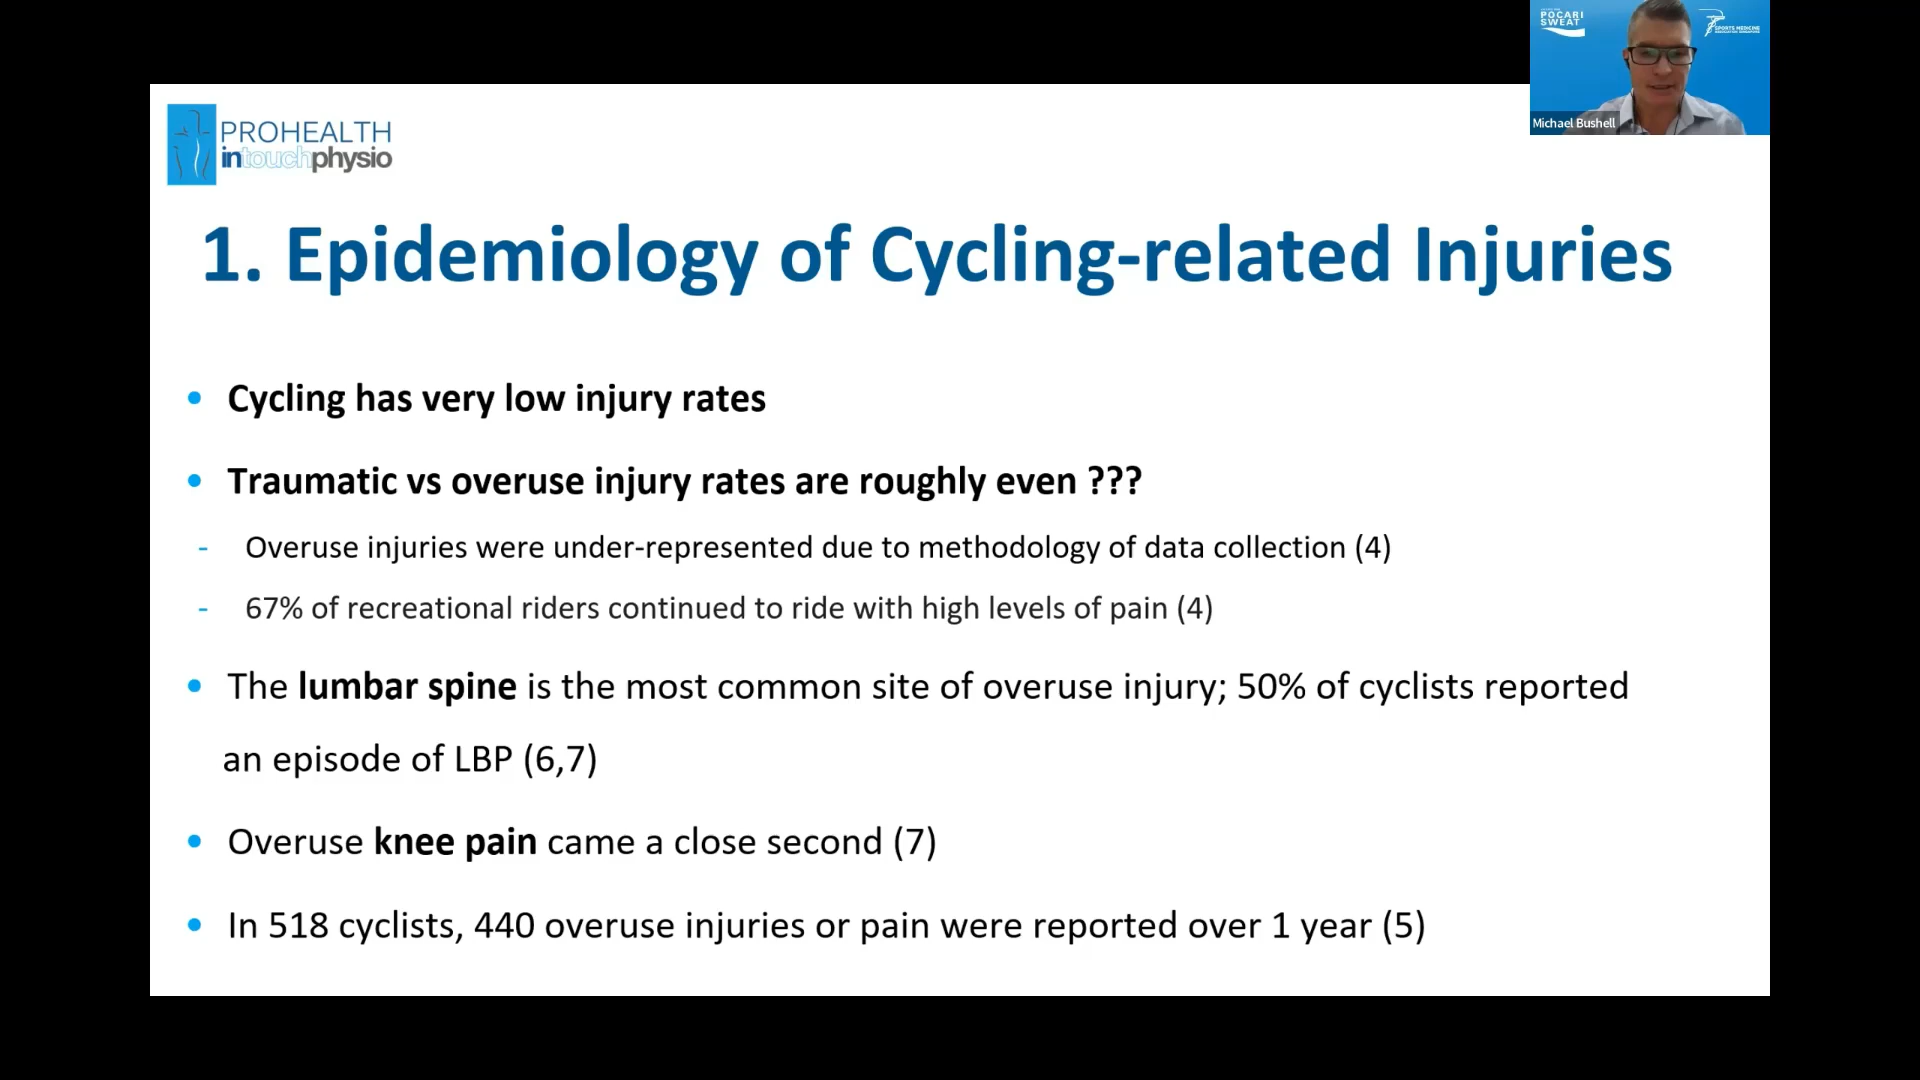 POCARI
SWEAT
SPORTS MEDICINE
Michael Bushell
PROHEALTH
intouchphysio
1. Epidemiology of Cycling-related Injuries
• Cycling has very low injury rates
• Traumatic vs overuse injury rates are roughly even ???
- Overuse injuries were under-represented due to methodology of data collection (4)
- 67% of recreational riders continued to ride with high levels of pain (4)
• The lumbar spine is the most common site of overuse injury; 50% of cyclists reported
an episode of LBP (6,7)
• Overuse knee pain came a close second (7)
• In 518 cyclists, 440 overuse injuries or pain were reported over 1 year (5)